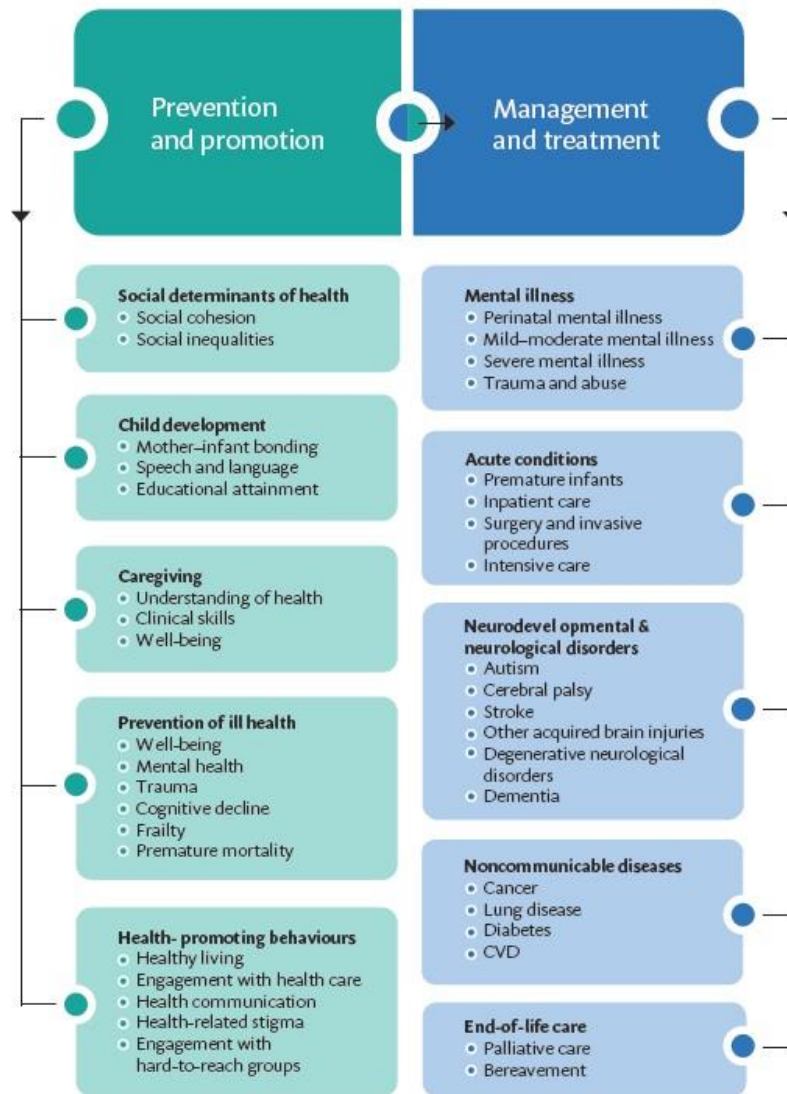 Prevention
and promotion
Management
and treatment
Social determinants of health
Social cohesion
Social inequalities
Child development
Mother–infant bonding
Speech and language
Educational attainment
Caregiving
Understanding of health
Clinical skills
Well-being
Prevention of ill health
Well-being
Mental health
Trauma
Cognitive decline
Frailty
Premature mortality
Health- promoting behaviours
Healthy living
Engagement with health care
Health communication
Health-related stigma
Engagement with
hard-to-reach groups
Mental illness
Perinatal mental illness
Mild–moderate mental illness
Severe mental illness
Trauma and abuse
Acute conditions
Premature infants
Inpatient care
Surgery and invasive
procedures
Intensive care
Neurodevel opmental &
neurological disorders
Autism
Cerebral palsy
Stroke
Other acquired brain injuries
Degenerative neurological
disorders
Dementia
Noncommunicable diseases
Cancer
Lung disease
Diabetes
CVD
End-of-life care
Palliative care
Bereavement